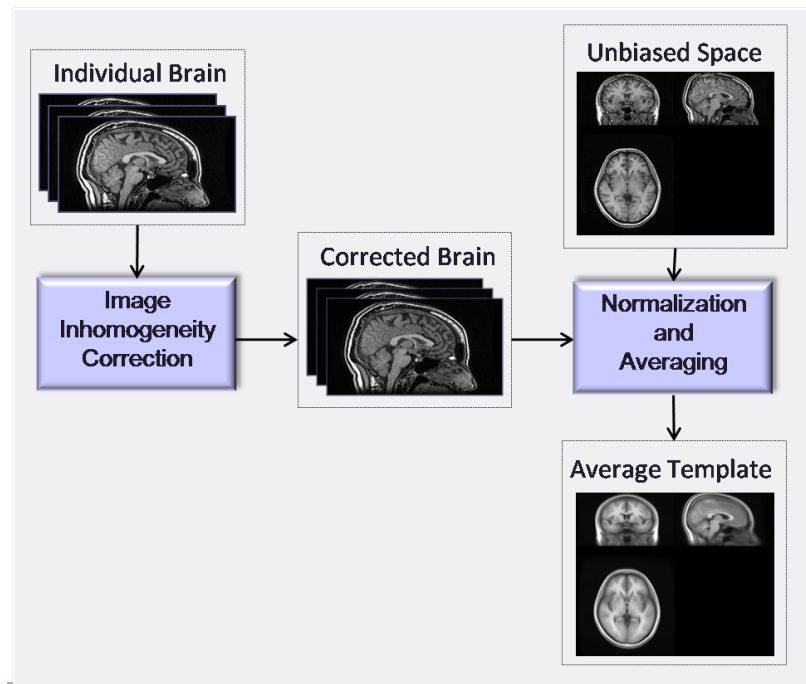 Individual Brain
Unbiased Space
Image
Inhomogeneity
Correction
Corrected Brain
Normalization
and
Averaging
Average Template